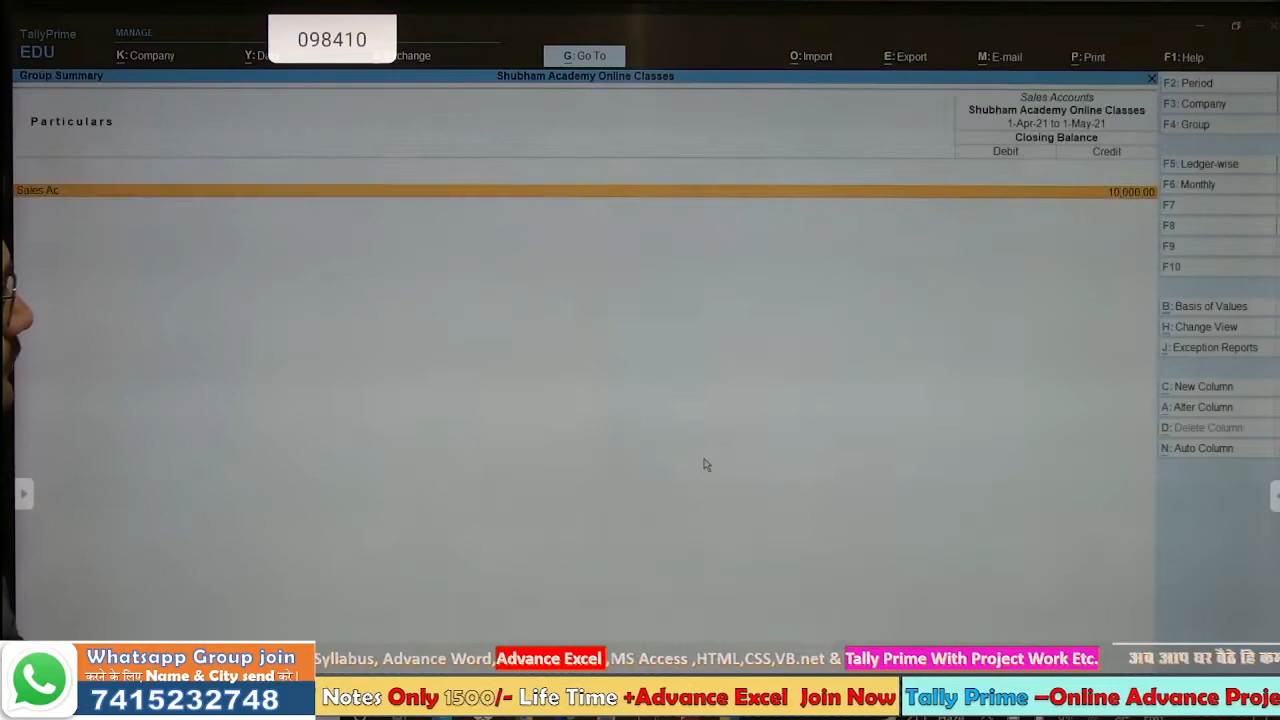 TallyPrime
EDU
MANAGE
098410
K: Company
Y: Da
change
G: Go To
O: Import
E: Export
M: E-mail
P: Print
F1: Help
Group Summary
Shubham Academy Online Classes
Particulars
Sales Accounts
Shubham Academy Online Classes
1-Apr-21 to 1-May-21
Closing Balance
Debit Credit
Sales Ac 10,000.00
F2: Period
F3: Company
F4: Group
F5: Ledger-wise
F6: Monthly
F7
F8
F9
F10
B: Basis of Values
H: Change View
J: Exception Reports
C: New Column
A: Alter Column
D: Delete Column
N: Auto Column
Whatsapp Group join
करने के लिए Name & City send करे।
7415232748
Syllabus, Advance Word,Advance Excel ,MS Access ,HTML,CSS,VB.net & Tally Prime With Project Work Etc.
अब आप घर बैठे हि
Notes Only 1500/- Life Time +Advance Excel Join Now
Tally Prime –Online Advance Proje